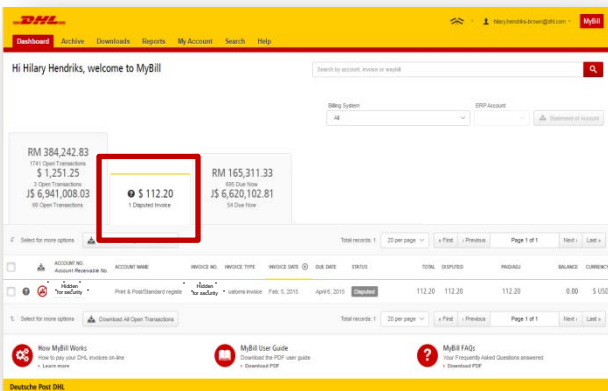 DHL
hilary.hendriks-brown@dhl.com
MyBill
Dashboard Archive Downloads Reports My Account Search Help
Hi Hilary Hendriks, welcome to MyBill
Search by account, invoice or waybill
Billing System
ERP Account
All
Statement of Account
RM 384,242.83
1741 Open Transactions
$ 1,251.25
3 Open Transactions
J$ 6,941,008.03
60 Open Transactions
$ 112.20
1 Disputed Invoice
RM 165,311.33
695 Due Now
J$ 6,620,102.81
54 Due Now
Select for more options
Total records: 1 20 per page « First ‹ Previous Page 1 of 1 Next › Last »
ACCOUNT NO. Account Receivable No. ACCOUNT NAME INVOICE NO. INVOICE TYPE INVOICE DATE DUE DATE STATUS TOTAL DISPUTED PAID/ADJ BALANCE CURRENCY
Hidden for security Print & Post/Standard registe Hidden for security ustoms invoice Feb. 5, 2015 April 6, 2015 Disputed 112.20 112.20 112.20 0.00 $ USD
Select for more options Download All Open Transactions Total records: 1 20 per page « First ‹ Previous Page 1 of 1 Next › Last »
How MyBill Works
How to pay your DHL invoices on-line
› Learn more
MyBill User Guide
Download the PDF user guide
› Download PDF
MyBill FAQs
Your Frequently Asked Questions answered
› Download PDF
Deutsche Post DHL